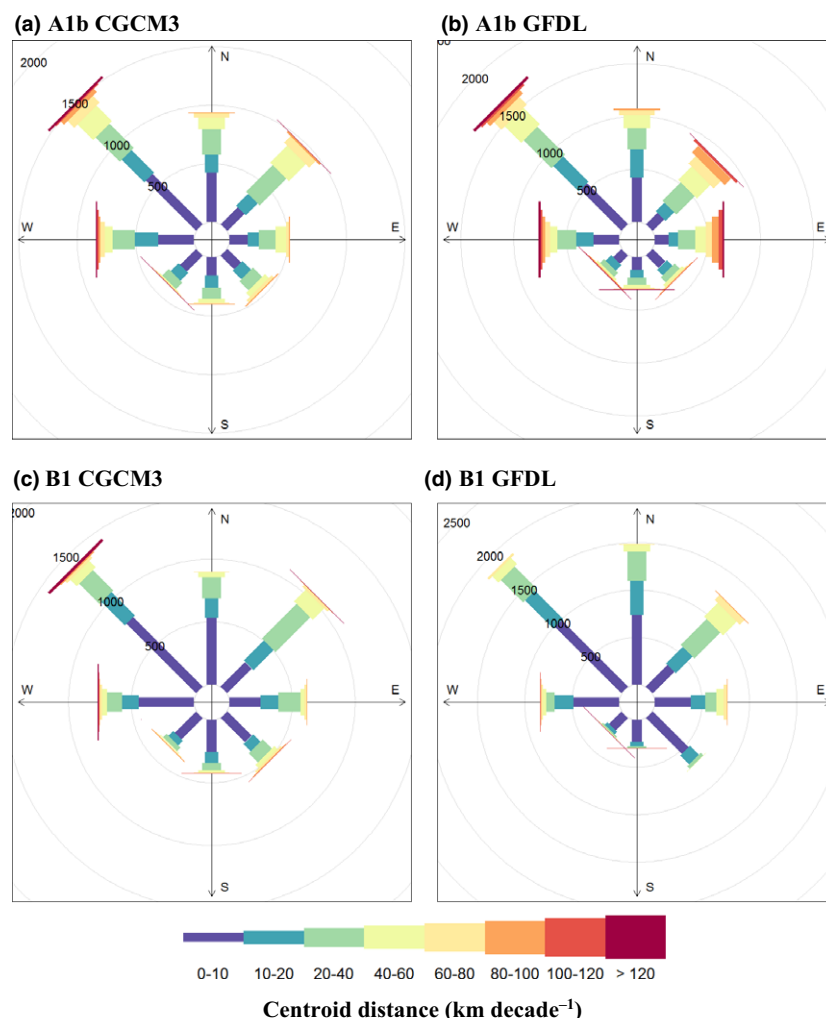 (a) A1b CGCM3
(b) A1b GFDL
2000
1500
1000
500
N
E
S
W
00
2000
1500
1000
500
N
E
S
W
(c) B1 CGCM3
(d) B1 GFDL
2000
1500
1000
500
N
E
S
W
2500
2000
1500
1000
500
N
E
S
W
0-10 10-20 20-40 40-60 60-80 80-100 100-120 > 120
Centroid distance (km decade⁻¹)